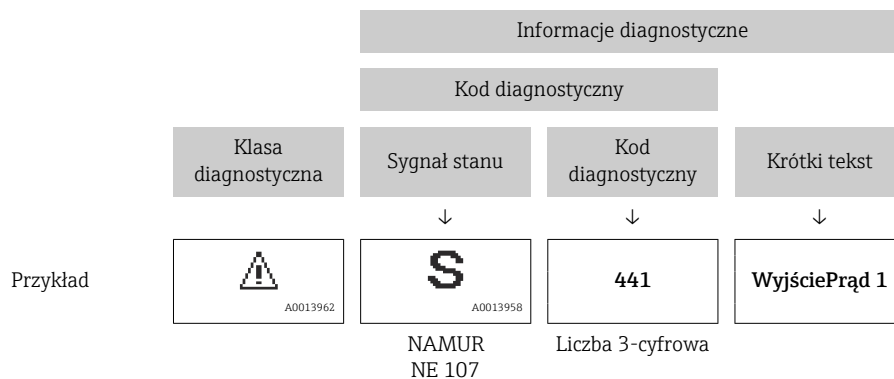 Informacje diagnostyczne
Kod diagnostyczny
Klasa
diagnostyczna
Sygnał stanu
Kod
diagnostyczny
Krótki tekst
↓ ↓ ↓
Przykład
A0013962
S
A0013958
441
WyjściePrąd 1
NAMUR
NE 107
Liczba 3-cyfrowa